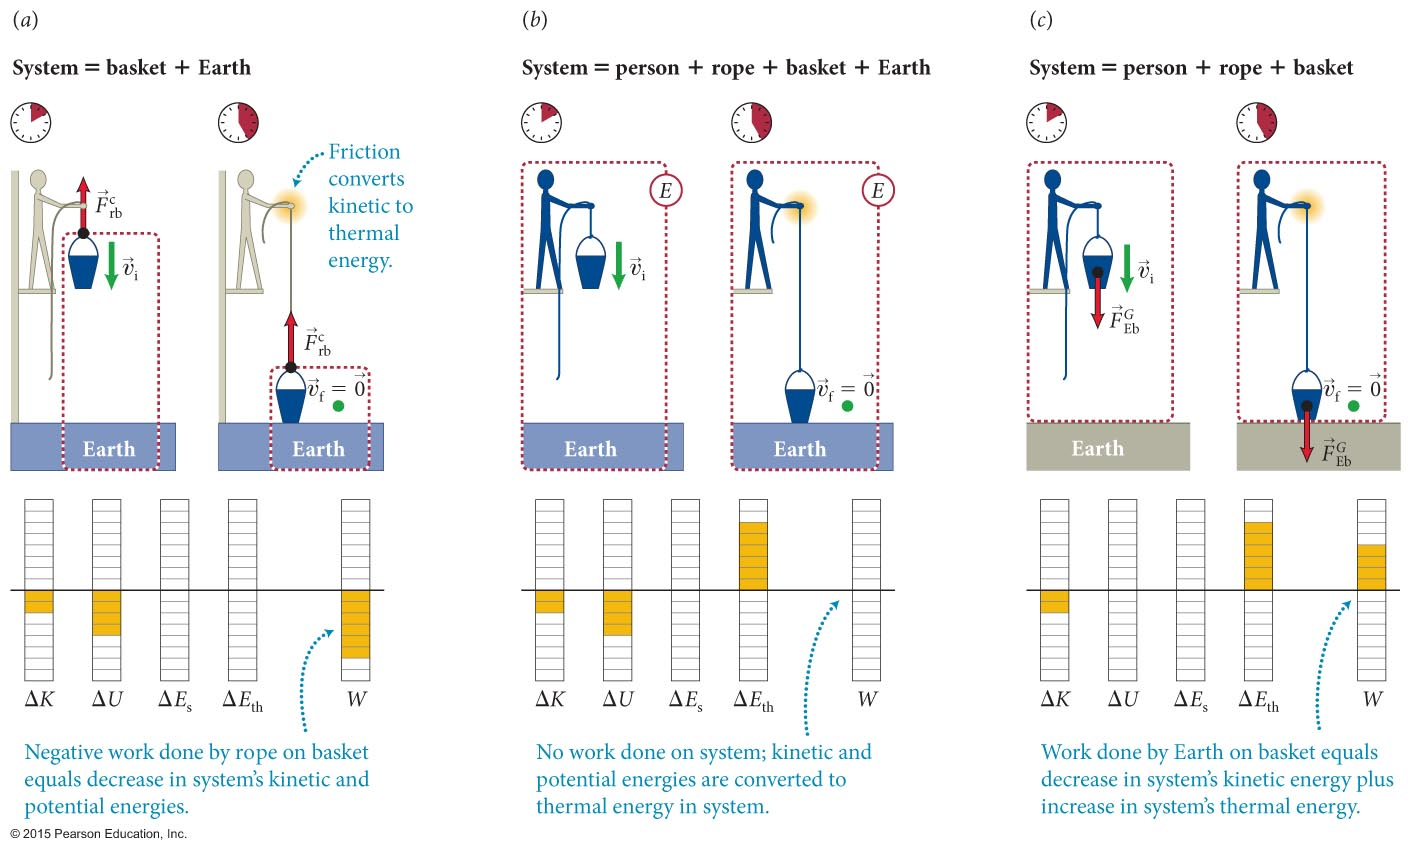 (a)
System = basket + Earth
Friction
converts
kinetic to
thermal
energy.
F⃗ᶜrb
v⃗i
F⃗ᶜrb
v⃗f = 0⃗
Earth
Earth
ΔK ΔU ΔEs ΔEth W
Negative work done by rope on basket
equals decrease in system’s kinetic and
potential energies.
(b)
System = person + rope + basket + Earth
E
E
v⃗i
v⃗f = 0⃗
Earth
Earth
ΔK ΔU ΔEs ΔEth W
No work done on system; kinetic and
potential energies are converted to
thermal energy in system.
(c)
System = person + rope + basket
v⃗i
F⃗ᴳEb
v⃗f = 0⃗
Earth
F⃗ᴳEb
ΔK ΔU ΔEs ΔEth W
Work done by Earth on basket equals
decrease in system’s kinetic energy plus
increase in system’s thermal energy.
© 2015 Pearson Education, Inc.